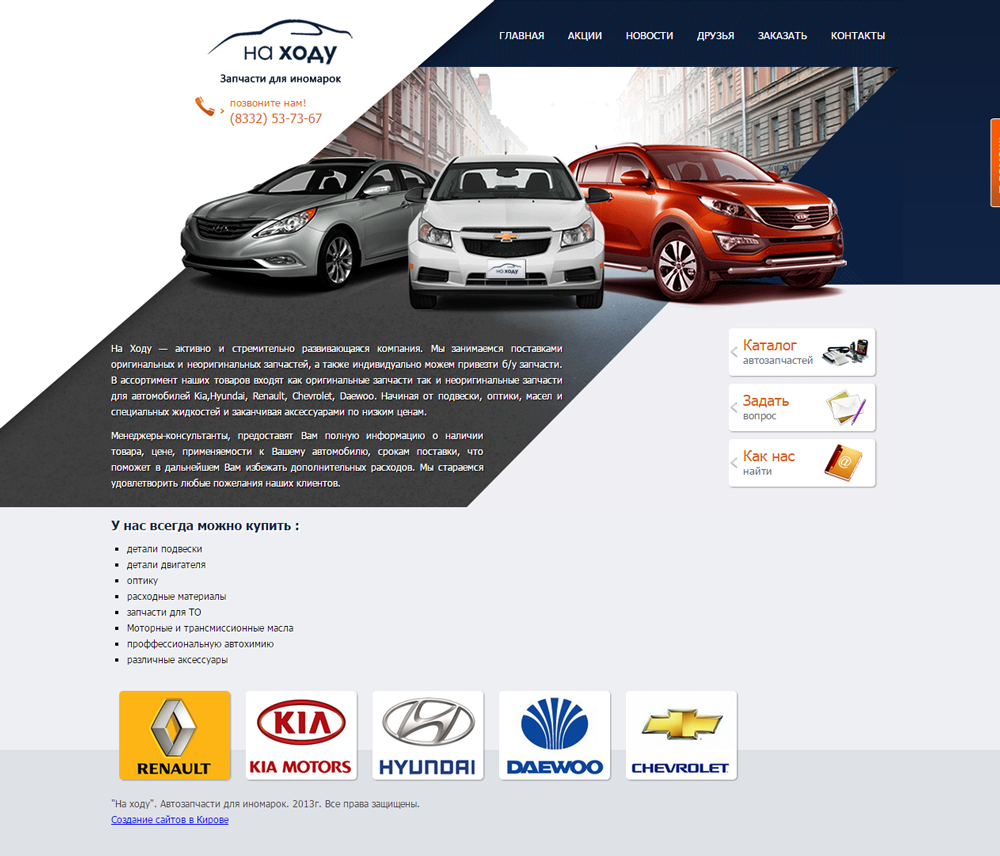 на ходу
Запчасти для иномарок
позвоните нам!
(8332) 53-73-67
ГЛАВНАЯ АКЦИИ НОВОСТИ ДРУЗЬЯ ЗАКАЗАТЬ КОНТАКТЫ
KIA
на ходу
На Ходу — активно и стремительно развивающаяся компания. Мы занимаемся поставками
оригинальных и неоригинальных запчастей, а также индивидуально можем привезти б/у запчасти.
В ассортимент наших товаров входят как оригинальные запчасти так и неоригинальные запчасти
для автомобилей Kia,Hyundai, Renault, Chevrolet, Daewoo. Начиная от подвески, оптики, масел и
специальных жидкостей и заканчивая аксессуарами по низким ценам.
Менеджеры-консультанты, предоставят Вам полную информацию о наличии
товара, цене, применяемости к Вашему автомобилю, срокам поставки, что
поможет в дальнейшем Вам избежать дополнительных расходов. Мы стараемся
удовлетворить любые пожелания наших клиентов.
Каталог
автозапчастей
Задать
вопрос
Как нас
найти
@
У нас всегда можно купить :
детали подвески
детали двигателя
оптику
расходные материалы
запчасти для ТО
Моторные и трансмиссионные масла
проффессиональную автохимию
различные аксессуары
RENAULT
KIA
KIA MOTORS
HYUNDAI
DAEWOO
CHEVROLET
"На ходу". Автозапчасти для иномарок. 2013г. Все права защищены.
Создание сайтов в Кирове